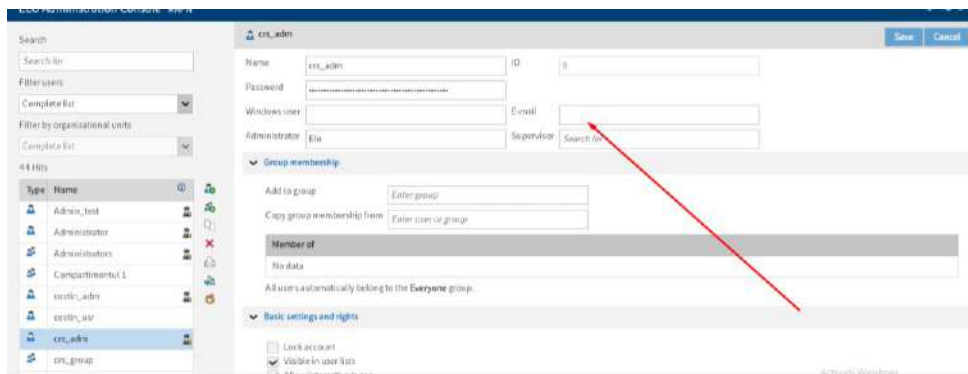 ELO Administration Console
Search
Search for
Filter users
Complete list
Filter by organizational units
Complete list
44 Hits
Type Name
Admin_test
Administrator
Administrators
Compartimentul 1
costin_adm
costin_usr
crs_adm
crs_group
crs_adm
Save Cancel
Name crs_adm ID 8
Password
Windows user E-mail
Administrator Elo Supervisor Search for
Group membership
Add to group Enter group
Copy group membership from Enter user or group
Member of
No data
All users automatically belong to the Everyone group.
Basic settings and rights
Lock account
Visible in user lists
Activate Windows